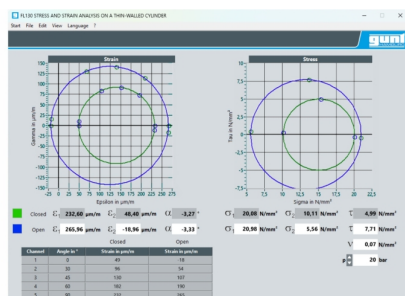 FL130 STRESS AND STRAIN ANALYSIS ON A THIN-WALLED CYLINDER
Start File Edit View Language ?
gunt
Strain
Stress
Gamma in µm/m
150
125
100
75
50
25
0
-25
-50
-75
-100
-125
-150
-25 0 25 50 75 100 125 150 175 200 225 250 275
Epsilon in µm/m
Tau in N/mm²
10
7,5
5
2,5
0
-2,5
-5
-7,5
5 7,5 10 12,5 15 17,5 20 22,5
Sigma in N/mm²
Closed ε1 232,60 µm/m ε2 48,40 µm/m α -3,27 °
Open ε1 265,96 µm/m ε2 -18,96 µm/m α -3,33 °
σ1 20,08 N/mm² σ2 10,11 N/mm² τ 4,99 N/mm²
σ1 20,98 N/mm² σ2 5,56 N/mm² τ 7,71 N/mm²
ν 0,07 N/mm²
p 20 bar
Closed Open
Channel Angle in ° Strain in µm/m Strain in µm/m
1 0 49 -18
2 30 96 54
3 45 130 107
4 60 182 190
5 90 232 265